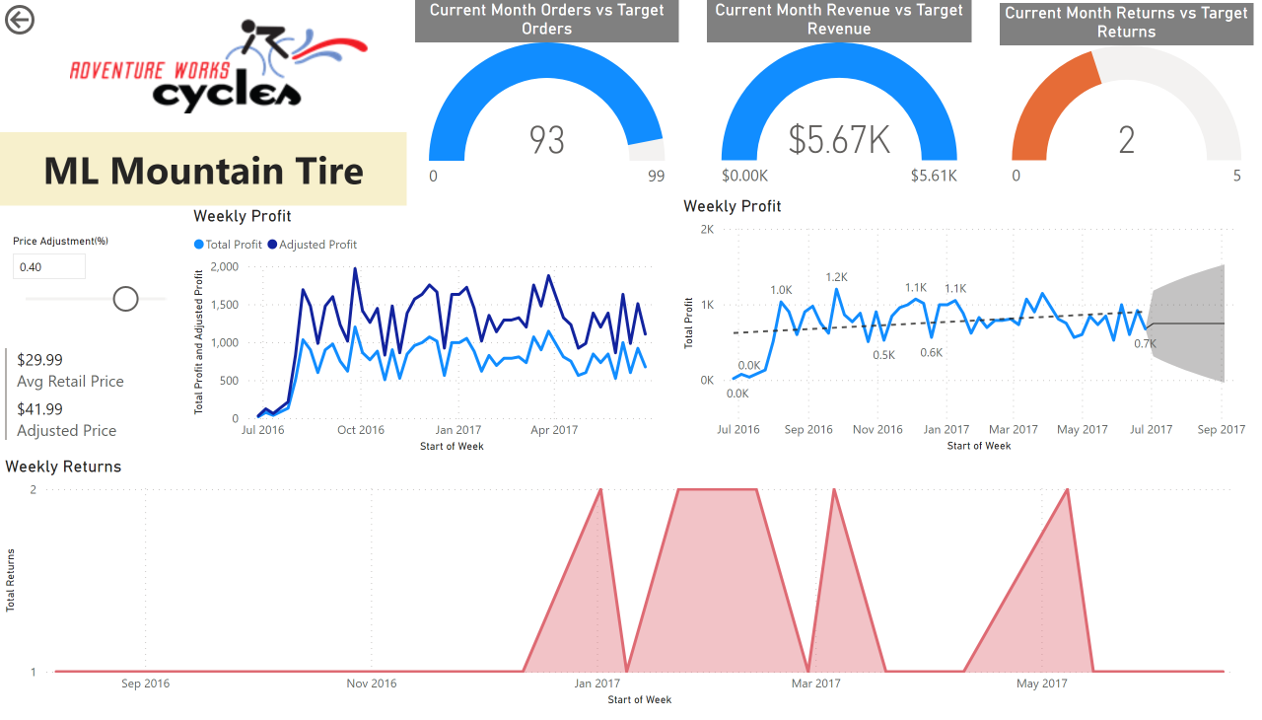 ADVENTURE WORKS
cycles
Current Month Orders vs Target
Orders
93
0
99
Current Month Revenue vs Target
Revenue
$5.67K
$0.00K
$5.61K
Current Month Returns vs Target
Returns
2
0
5
ML Mountain Tire
Price Adjustment(%)
0.40
$29.99
Avg Retail Price
$41.99
Adjusted Price
Weekly Profit
Total Profit
Adjusted Profit
Total Profit and Adjusted Profit
2,000
1,500
1,000
500
0
Jul 2016
Oct 2016
Jan 2017
Apr 2017
Start of Week
Weekly Profit
Total Profit
2K
1K
0K
0.0K
0.0K
1.0K
1.2K
0.5K
1.1K
0.6K
1.1K
0.7K
Jul 2016
Sep 2016
Nov 2016
Jan 2017
Mar 2017
May 2017
Jul 2017
Sep 2017
Start of Week
Weekly Returns
Total Returns
2
1
Sep 2016
Nov 2016
Jan 2017
Mar 2017
May 2017
Start of Week